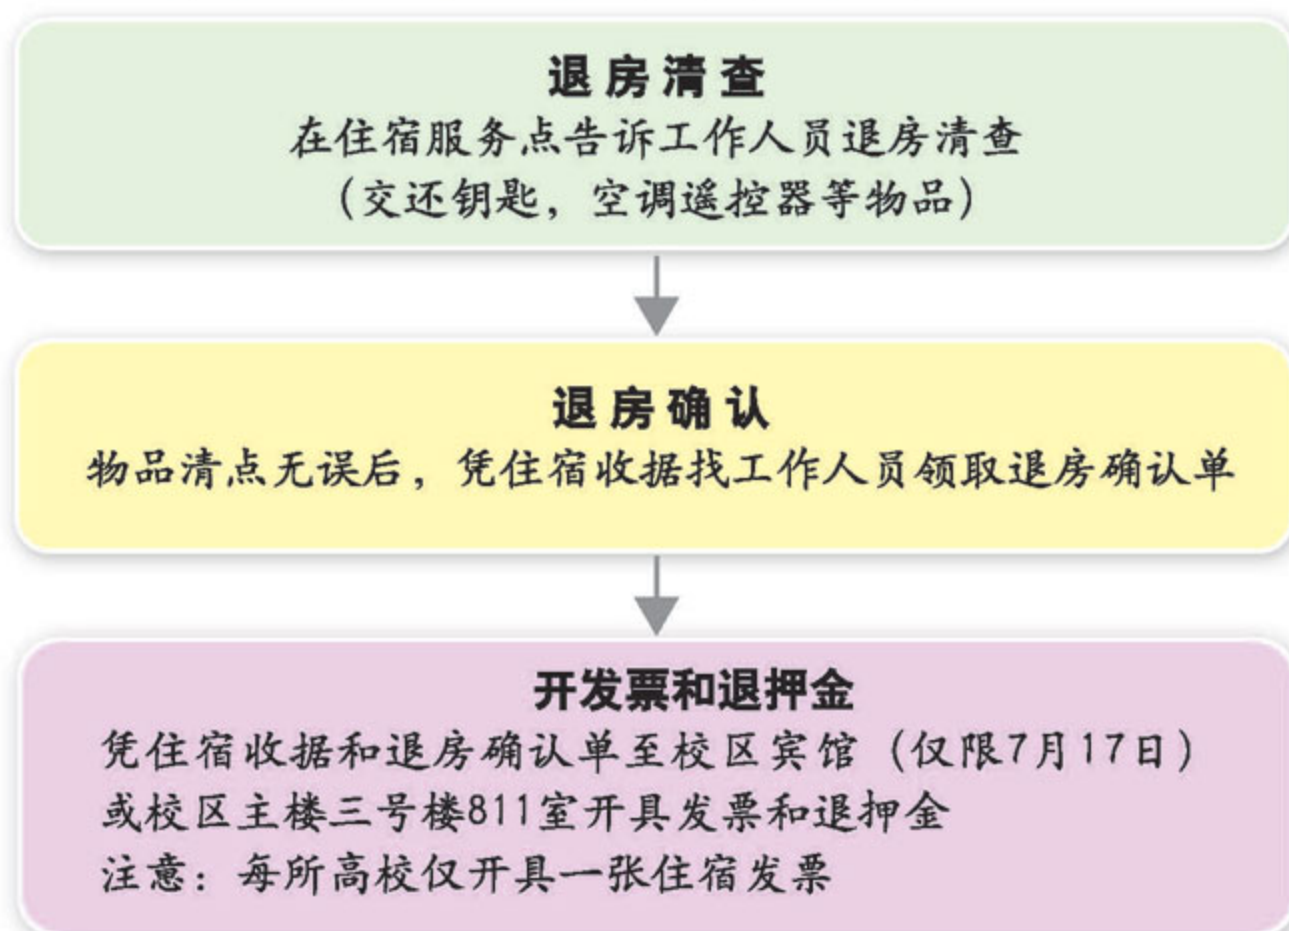 退房清查
在住宿服务点告诉工作人员退房清查
（交还钥匙，空调遥控器等物品）
退房确认
物品清点无误后，凭住宿收据找工作人员领取退房确认单
开发票和退押金
凭住宿收据和退房确认单至校区宾馆（仅限7月17日）
或校区主楼三号楼811室开具发票和退押金
注意：每所高校仅开具一张住宿发票